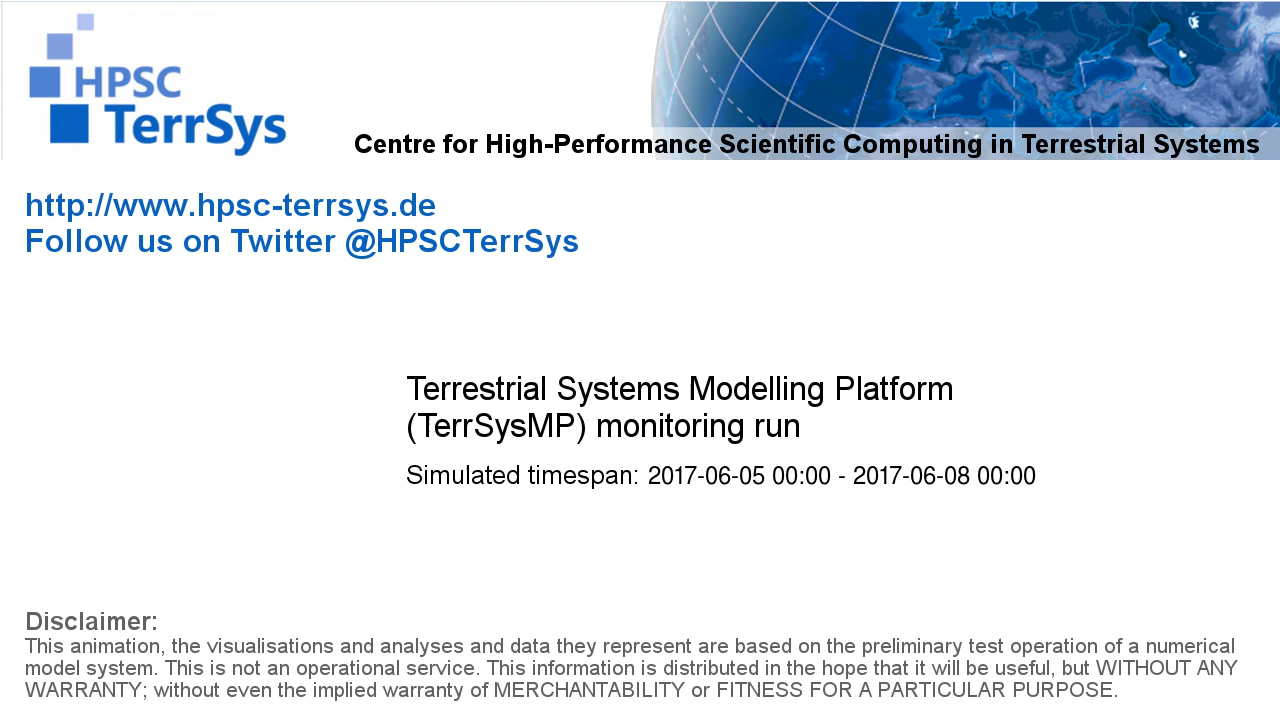 HPSC
TerrSys
Centre for High-Performance Scientific Computing in Terrestrial Systems
http://www.hpsc-terrsys.de
Follow us on Twitter @HPSCTerrSys
Terrestrial Systems Modelling Platform
(TerrSysMP) monitoring run
Simulated timespan: 2017-06-05 00:00 - 2017-06-08 00:00
Disclaimer:
This animation, the visualisations and analyses and data they represent are based on the preliminary test operation of a numerical
model system. This is not an operational service. This information is distributed in the hope that it will be useful, but WITHOUT ANY
WARRANTY; without even the implied warranty of MERCHANTABILITY or FITNESS FOR A PARTICULAR PURPOSE.